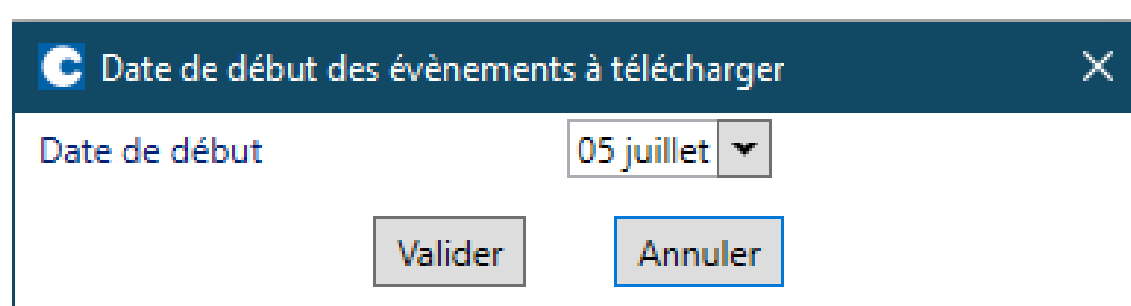 C Date de début des évènements à télécharger
Date de début 05 juillet
Valider Annuler